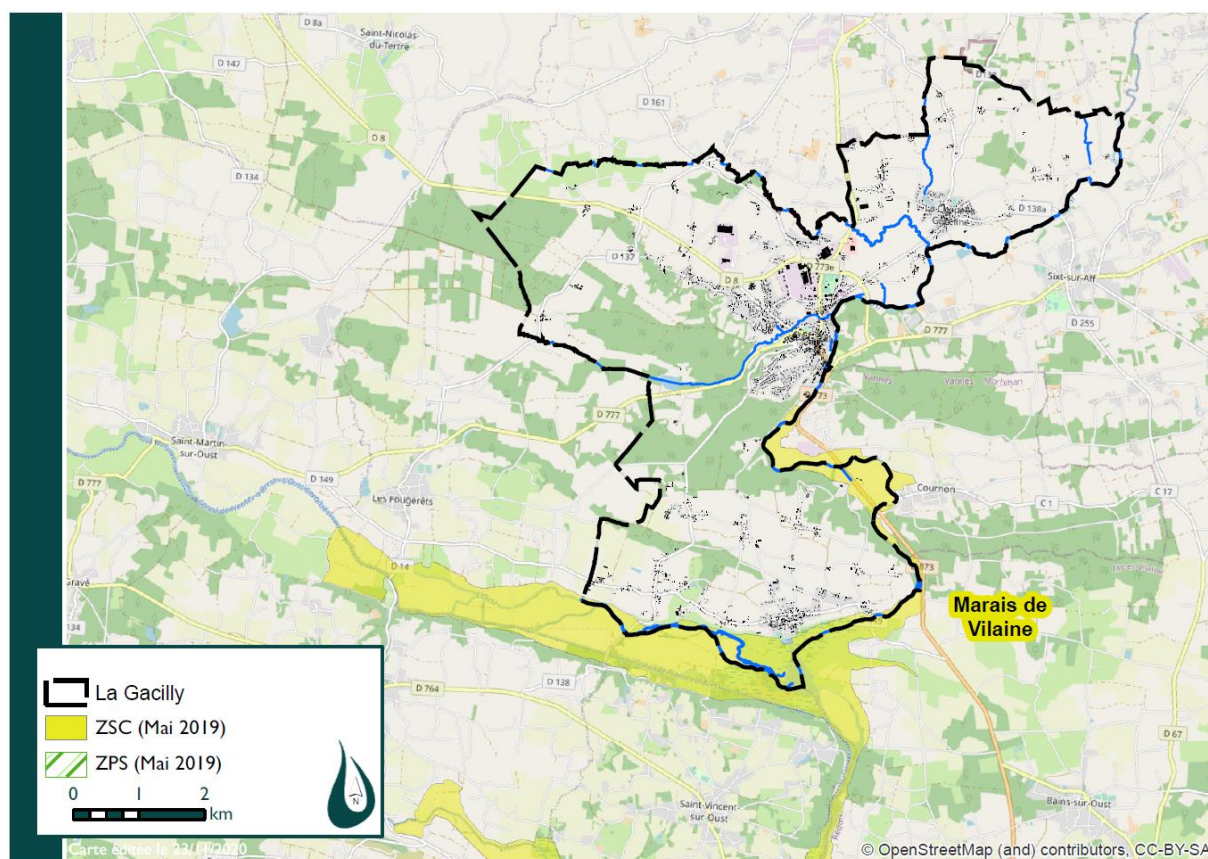 D 8a
Saint-Nicolas
du-Tertre
D 147
D 161
D 8
D 134
D 138a
D 137
D 8
773e
Sixt-sur-Aff
D 255
D 777
Vannes
Morbihan
D 777
Saint-Martin
sur-Oust
D 777
D 149
Les Fougerêts
Cournon
C 1
C 17
D 14
Marais de
Vilaine
D 138
D 764
D 67
Saint-Vincent
sur-Oust
Bains-sur-Oust
La Gacilly
ZSC (Mai 2019)
ZPS (Mai 2019)
0 1 2
km
N
Carte éditée le 23/11/2020
© OpenStreetMap (and) contributors, CC-BY-SA